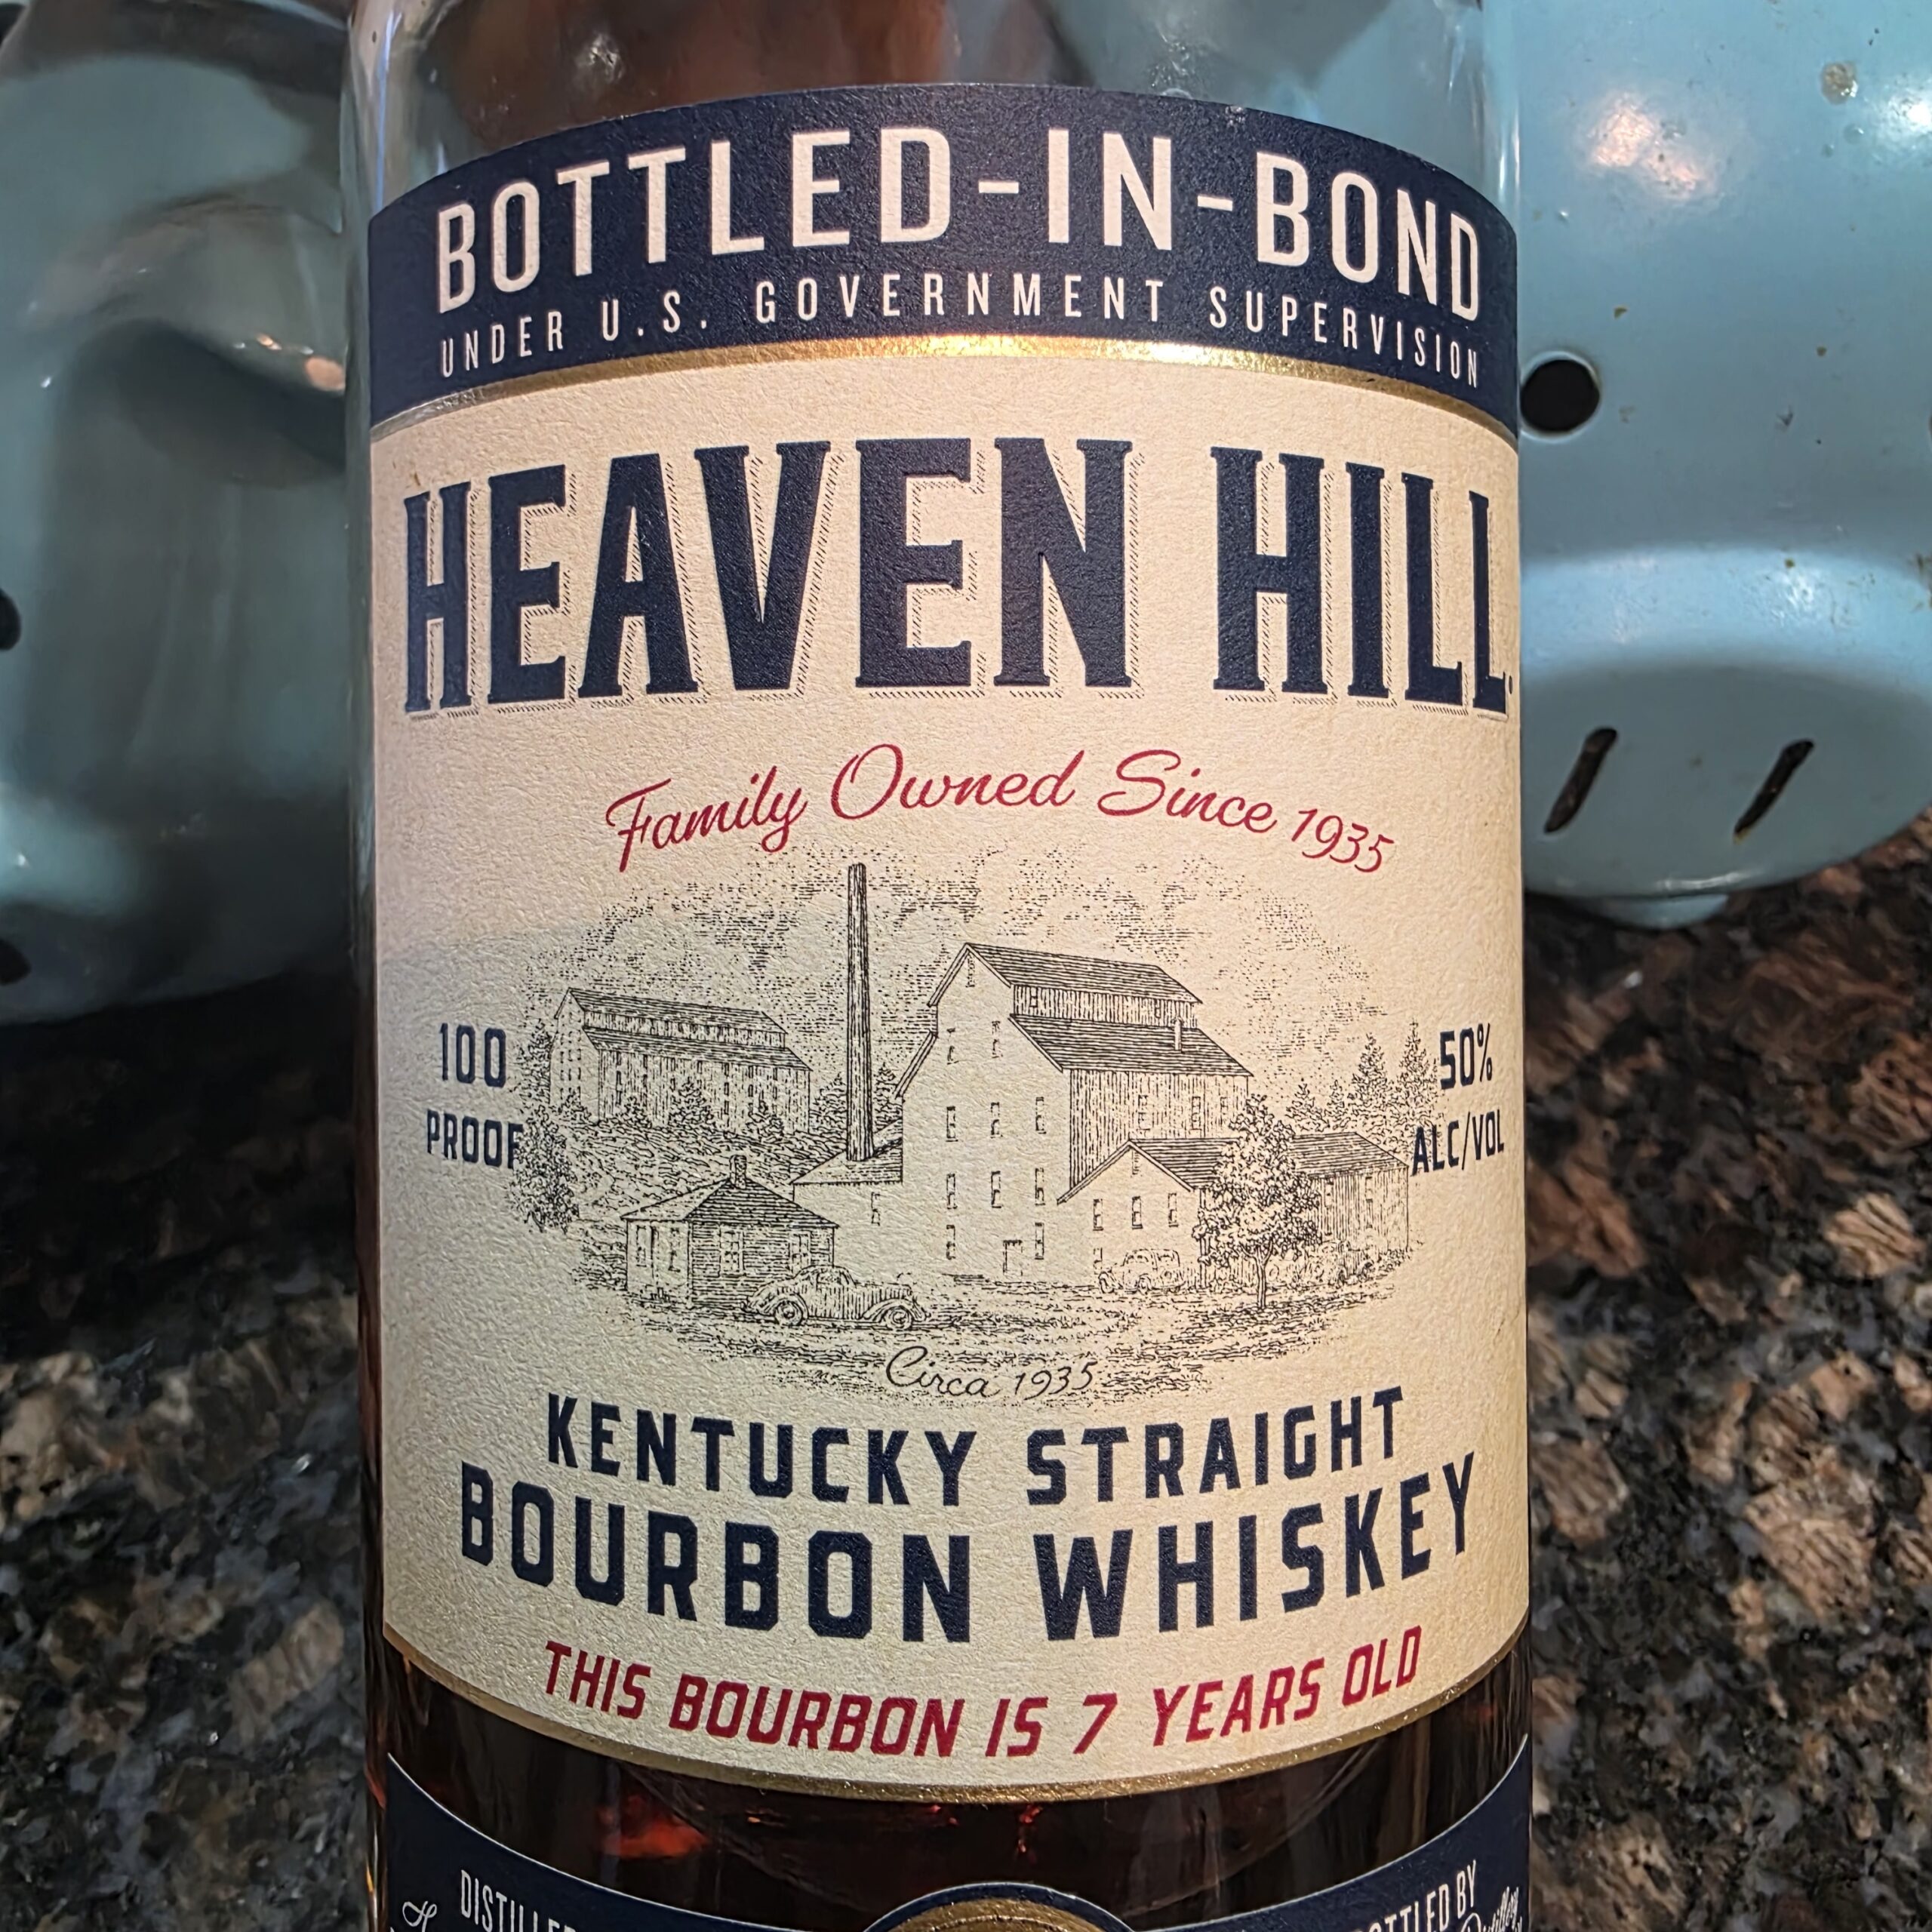 BOTTLED-IN-BOND
UNDER U.S. GOVERNMENT SUPERVISION
HEAVEN HILL.
Family Owned Since 1935
100
PROOF
50%
ALC/VOL
Circa 1935
KENTUCKY STRAIGHT
BOURBON WHISKEY
THIS BOURBON IS 7 YEARS OLD
BY